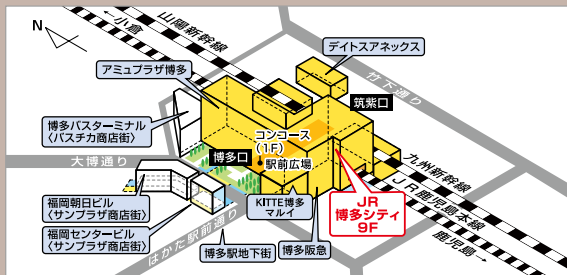 N
←小倉
山陽新幹線
デイトスアネックス
アミュプラザ博多
竹下通り
筑紫口
博多バスターミナル
〈バスチカ商店街〉
コンコース
(1F)
博多口
駅前広場
大博通り
九州新幹線
JR鹿児島本線
鹿児島→
福岡朝日ビル
〈サンプラザ商店街〉
KITTE博多
マルイ
JR
博多シティ
9F
福岡センタービル
〈サンプラザ商店街〉
はかた駅前通り
博多駅地下街
博多阪急